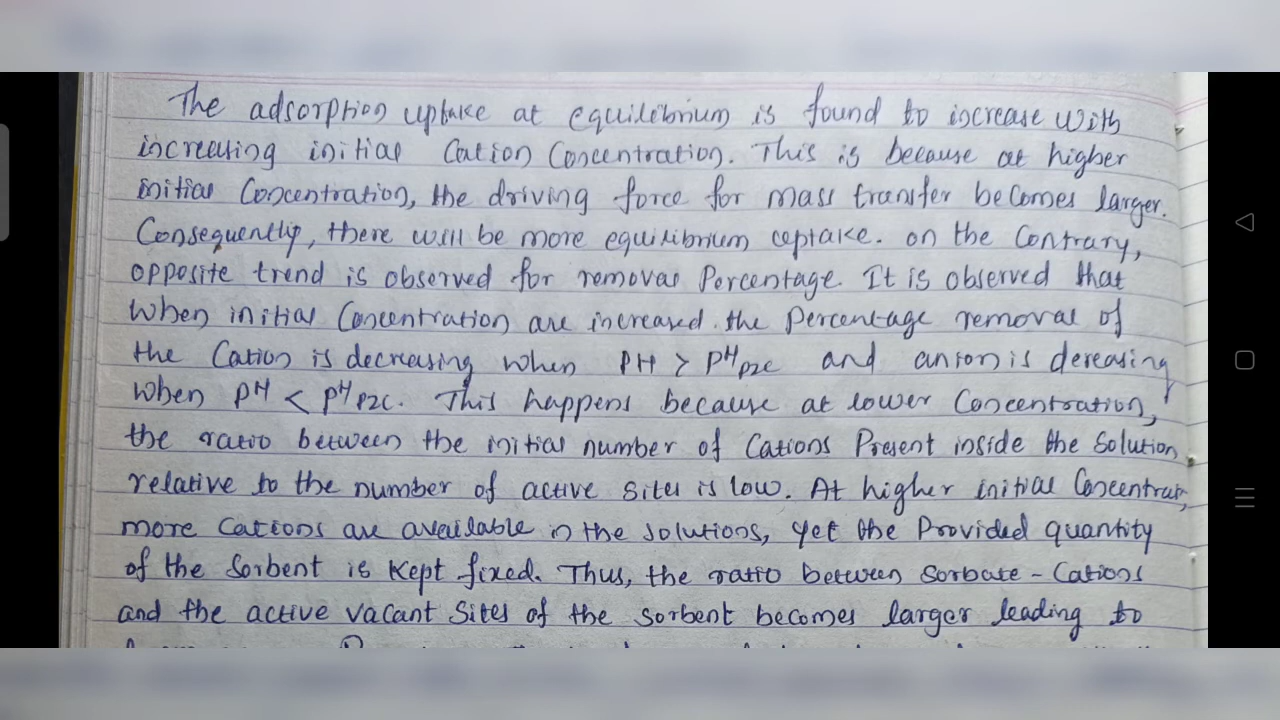 The adsorption uptake at equilibrium is found to increase with
increasing initial Cation Concentration. This is because at higher
initial Concentration, the driving force for mass transfer becomes larger.
Consequently, there will be more equilibrium uptake. on the Contrary,
opposite trend is observed for removal Percentage. It is observed that
when initial Concentration are increased. the percentage removal of
the Cation is decreasing when PH > PHPzc and anion is dereasing
when PH < PHPzc. This happens because at lower Concentration,
the ratio between the initial number of Cations Present inside the Solution
relative to the number of active sites is low. At higher initial
more Cations are available in the solutions, yet the Provided quantity
of the Sorbent is Kept fixed. Thus, the ratio between Sorbate - Cations
and the active vacant Sites of the sorbent becomes larger leading to